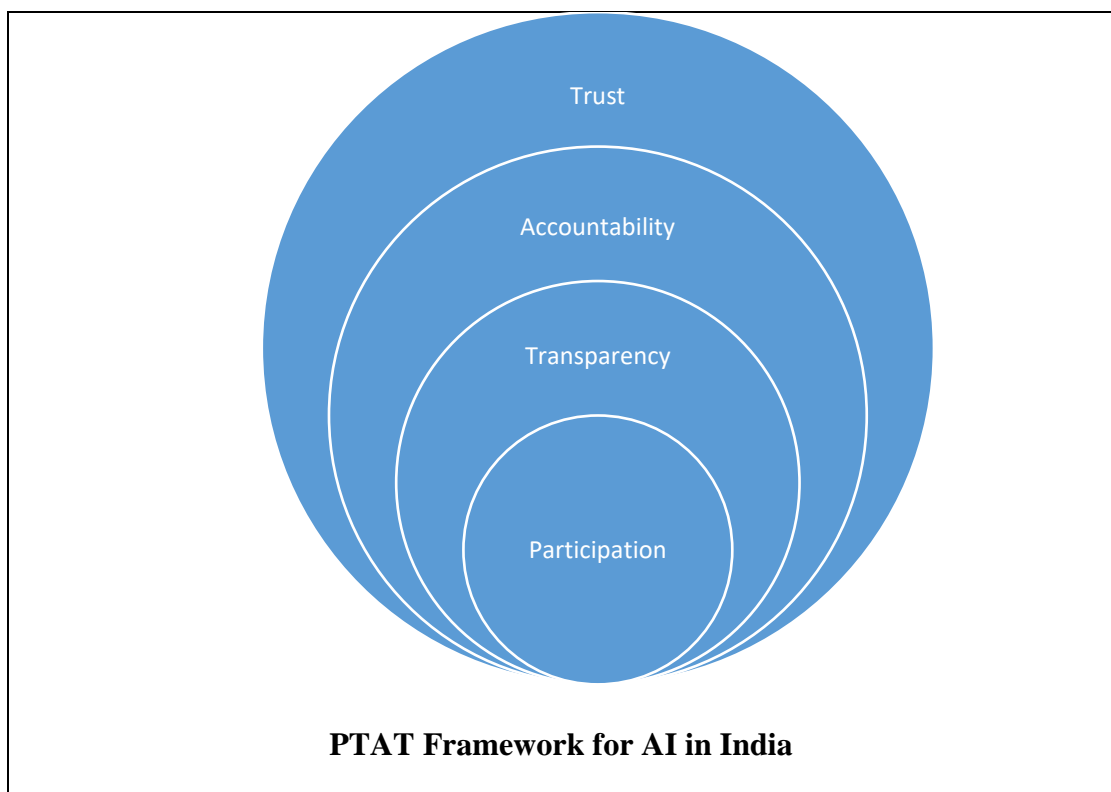 Trust
Accountability
Transparency
Participation
PTAT Framework for AI in India